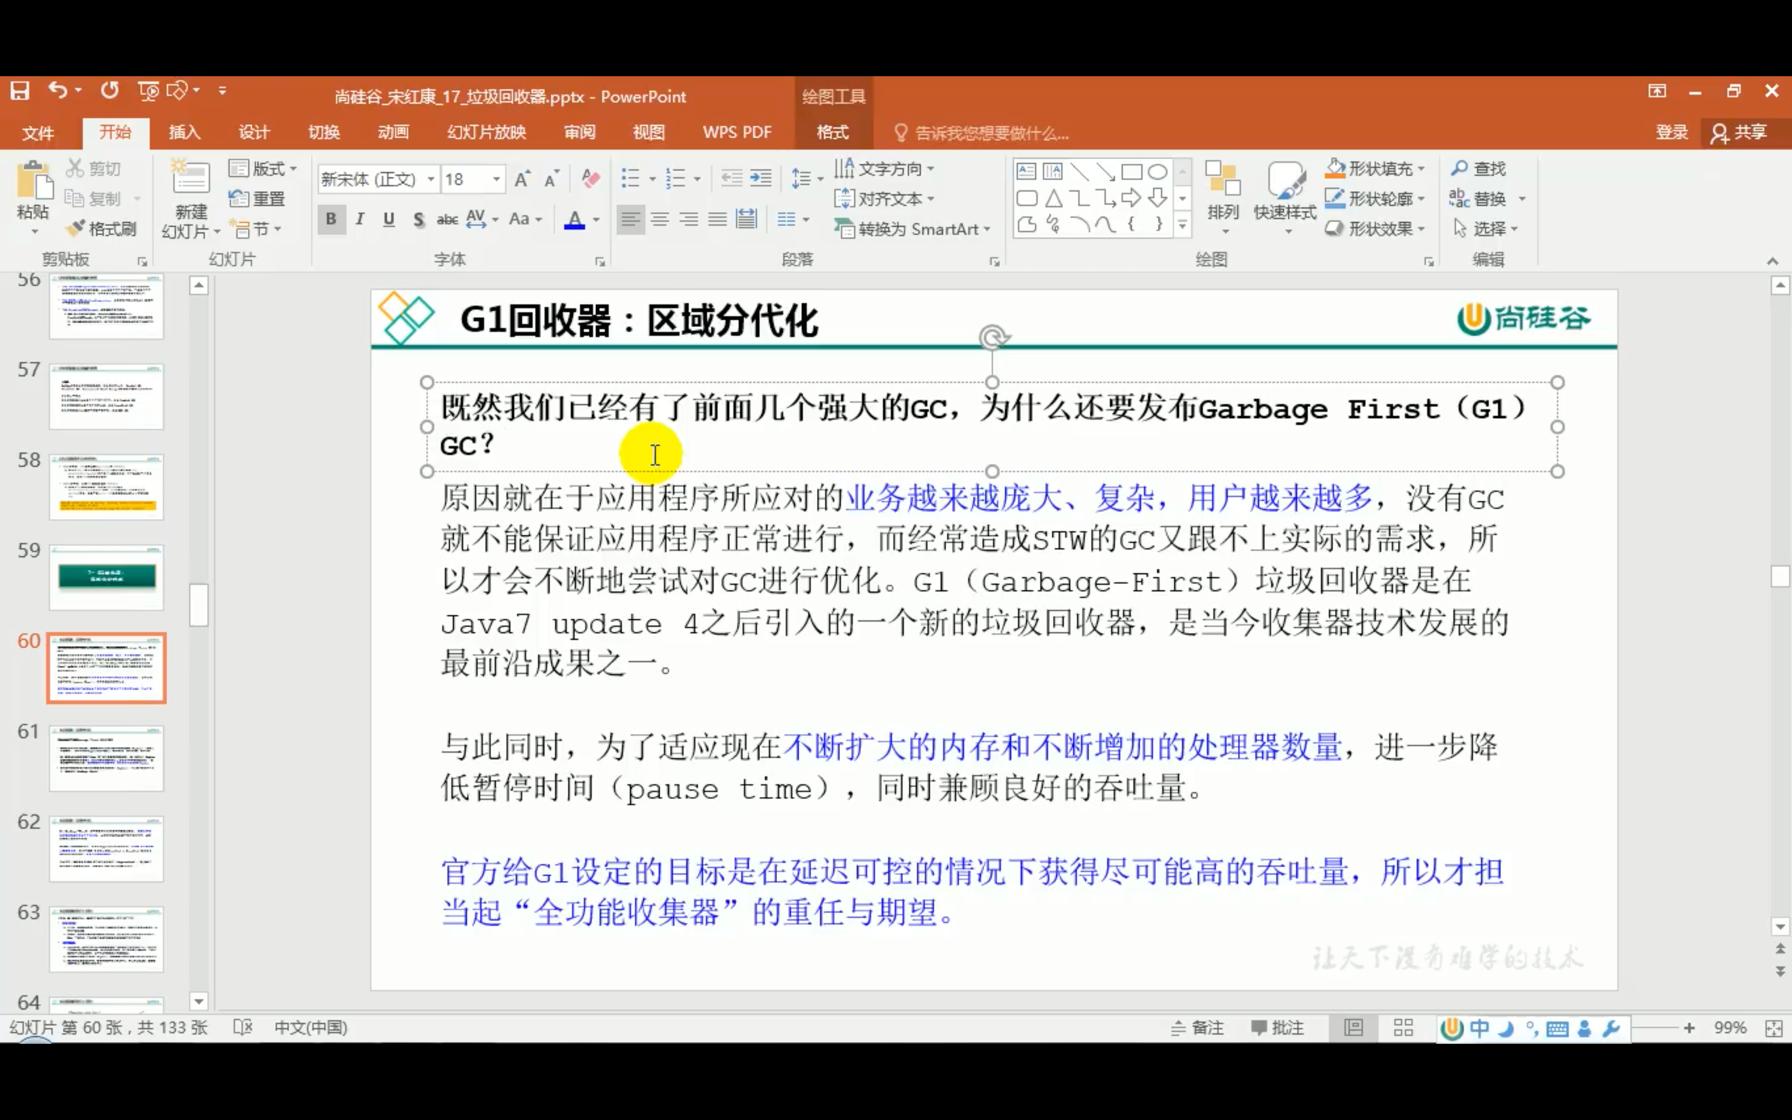 尚硅谷_宋红康_17_垃圾回收器.pptx - PowerPoint
绘图工具
文件 开始 插入 设计 切换 动画 幻灯片放映 审阅 视图 WPS PDF 格式 告诉我您想要做什么... 登录 共享
粘贴 剪切 复制 格式刷
剪贴板
新建
幻灯片
版式 重置 节
幻灯片
新宋体 (正文) 18
B I U S abc AV Aa A
字体
文字方向
对齐文本
转换为 SmartArt
段落
排列 快速样式
形状填充
形状轮廓
形状效果
绘图
查找
替换
选择
编辑
56
57
58
59
60
61
62
63
64
G1回收器：区域分代化
尚硅谷
既然我们已经有了前面几个强大的GC，为什么还要发布Garbage First（G1）
GC？
原因就在于应用程序所应对的业务越来越庞大、复杂，用户越来越多，没有GC
就不能保证应用程序正常进行，而经常造成STW的GC又跟不上实际的需求，所
以才会不断地尝试对GC进行优化。G1（Garbage-First）垃圾回收器是在
Java7 update 4之后引入的一个新的垃圾回收器，是当今收集器技术发展的
最前沿成果之一。
与此同时，为了适应现在不断扩大的内存和不断增加的处理器数量，进一步降
低暂停时间（pause time），同时兼顾良好的吞吐量。
官方给G1设定的目标是在延迟可控的情况下获得尽可能高的吞吐量，所以才担
当起“全功能收集器”的重任与期望。
让天下没有难学的技术
幻灯片 第 60 张，共 133 张 中文(中国) 备注 批注 中 99%